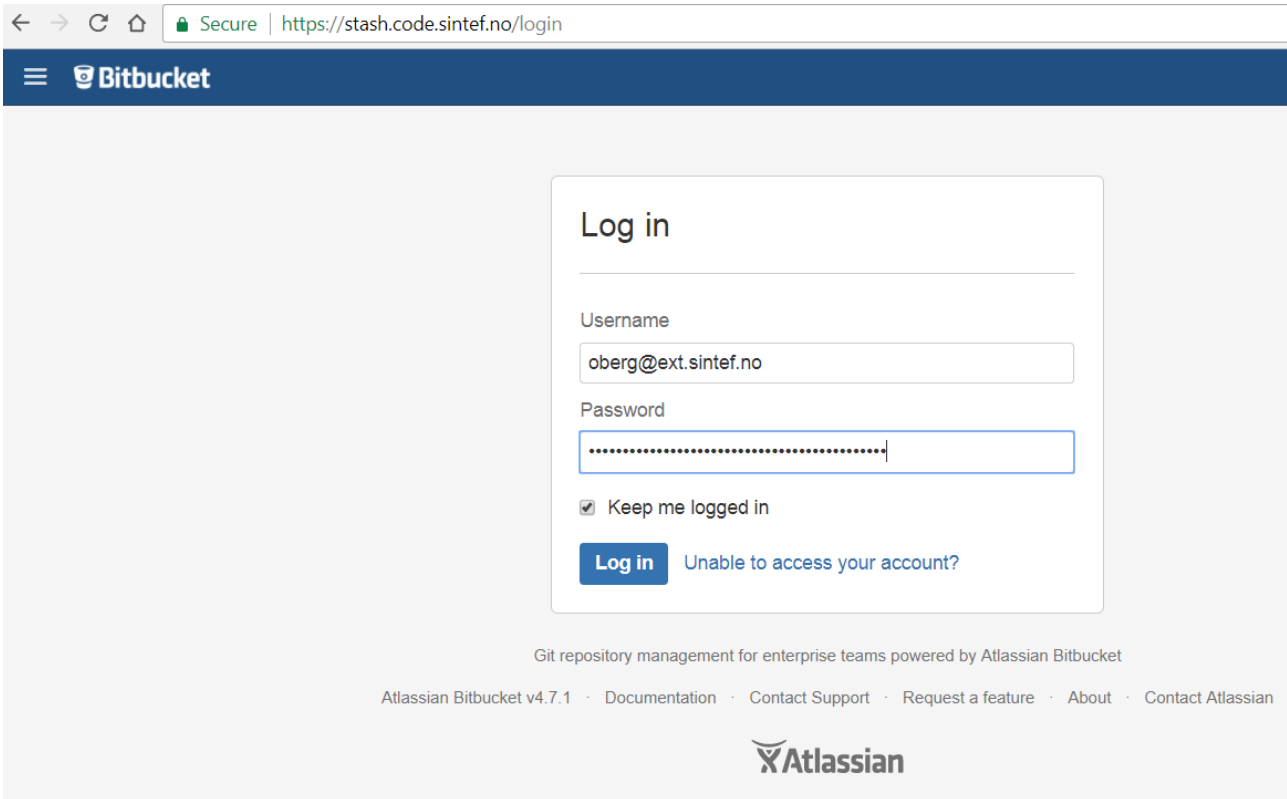 Secure | https://stash.code.sintef.no/login
Bitbucket
Log in
Username
oberg@ext.sintef.no
Password
••••••••••••••••••••••••••••••••••••••••••••
Keep me logged in
Log in Unable to access your account?
Git repository management for enterprise teams powered by Atlassian Bitbucket
Atlassian Bitbucket v4.7.1 · Documentation · Contact Support · Request a feature · About · Contact Atlassian
Atlassian